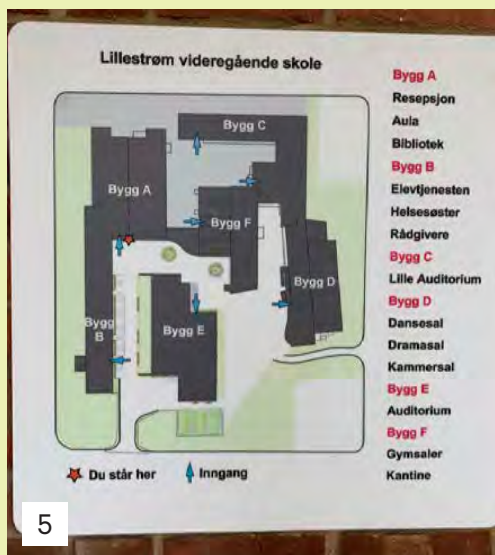 Lillestrøm videregående skole
Bygg C
Bygg A
Bygg F
Bygg D
Bygg
B
Bygg E
Du står her
Inngang
Bygg A
Resepsjon
Aula
Bibliotek
Bygg B
Elevtjenesten
Helsesøster
Rådgivere
Bygg C
Lille Auditorium
Bygg D
Dansesal
Dramasal
Kammersal
Bygg E
Auditorium
Bygg F
Gymsaler
Kantine
5